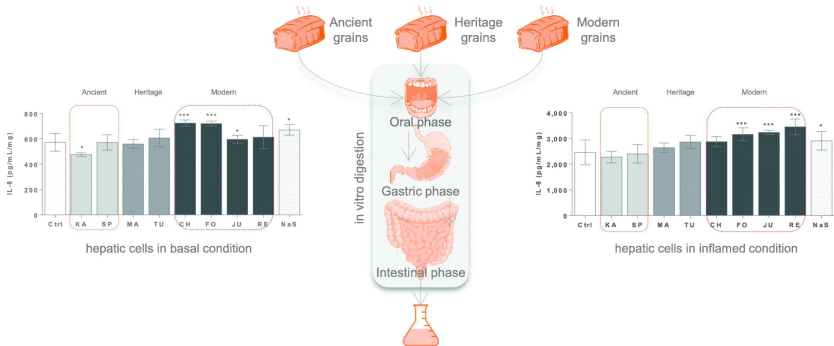 Ancient
grains
Heritage
grains
Modern
grains
Ancient Heritage Modern
IL-8 (pg/mL/mg)
800
600
400
200
0
* *** *** * *
Ctrl KA SP MA TU CH FO JU RE NaS
hepatic cells in basal condition
in vitro digestion
Oral phase
Gastric phase
Intestinal phase
Ancient Heritage Modern
IL-8 (pg/mL/mg)
4,000
3,000
2,000
1,000
0
*** *** *** *
Ctrl KA SP MA TU CH FO JU RE NaS
hepatic cells in inflamed condition